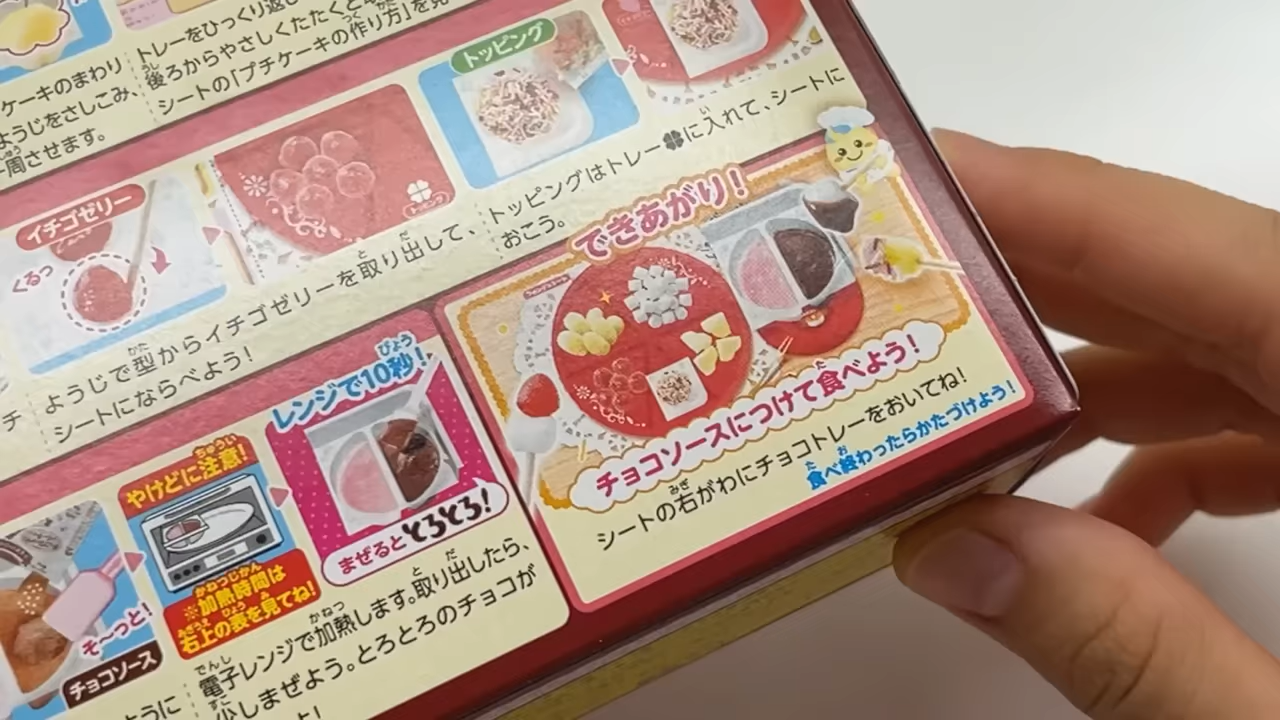 トレーをひっくり返し
後ろからやさしくたたくと
シートの「プチケーキの作り方」を見
ケーキのまわり
ようじをさしこみ、
一周させます。
トッピング
トッピングはトレー🍀に入れて、シートに
おこう。
イチゴゼリー
くるっ
トッピング
ようじで型からイチゴゼリーを取り出して、
シートにならべよう!
できあがり!
チョコソースにつけて食べよう!
シートの右がわにチョコトレーをおいてね!
食べ終わったらかたづけよう!
そ〜っと!
チョコソース
やけどに注意!
※加熱時間は
右上の表を見てね!
レンジで10秒!
まぜるととろとろ!
電子レンジで加熱します。取り出したら、
少しまぜよう。とろとろのチョコが
ように